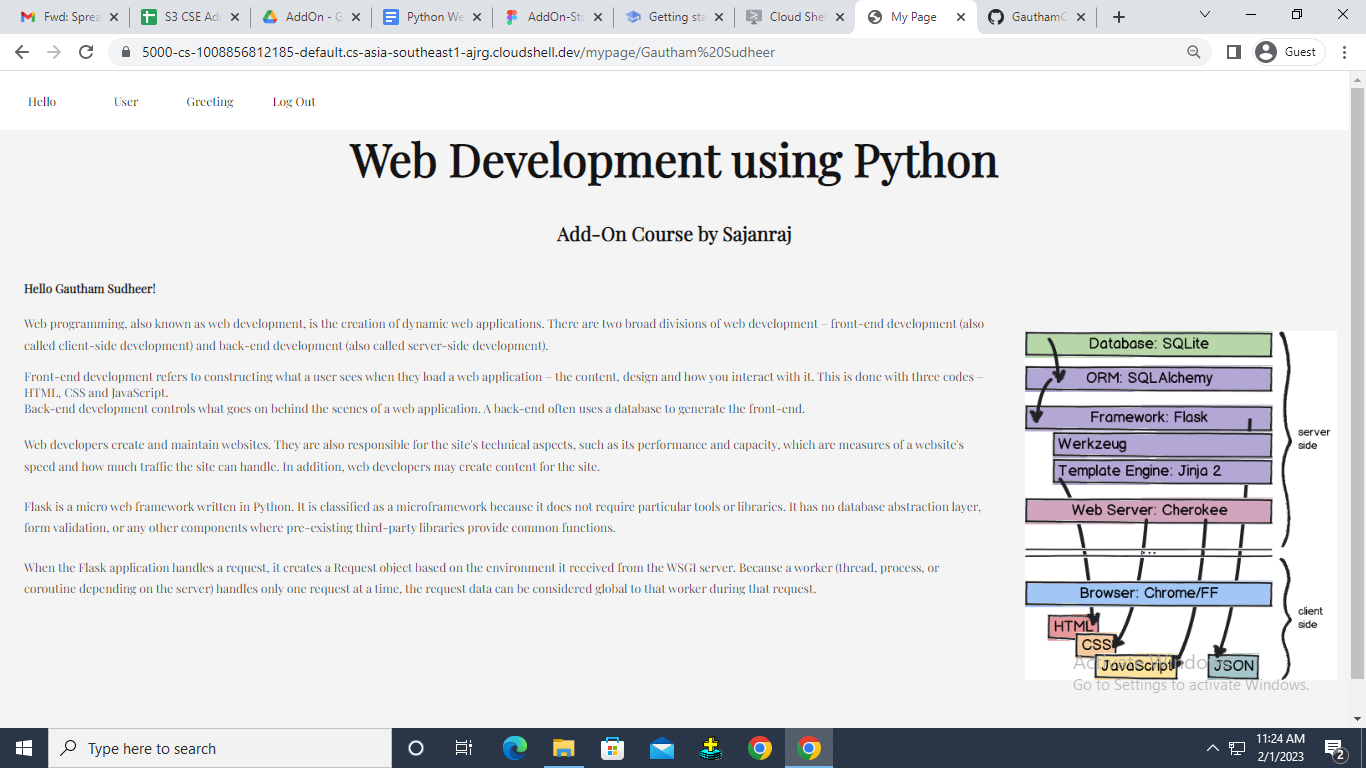 Fwd: Sprea
S3 CSE Add
AddOn - G
Python We
AddOn-Stu
Getting sta
Cloud Shel
My Page
GauthamC
5000-cs-1008856812185-default.cs-asia-southeast1-ajrg.cloudshell.dev/mypage/Gautham%20Sudheer
Guest
Hello User Greeting Log Out
Web Development using Python
Add-On Course by Sajanraj
Hello Gautham Sudheer!
Web programming, also known as web development, is the creation of dynamic web applications. There are two broad divisions of web development – front-end development (also
called client-side development) and back-end development (also called server-side development).
Front-end development refers to constructing what a user sees when they load a web application – the content, design and how you interact with it. This is done with three codes –
HTML, CSS and JavaScript.
Back-end development controls what goes on behind the scenes of a web application. A back-end often uses a database to generate the front-end.
Web developers create and maintain websites. They are also responsible for the site's technical aspects, such as its performance and capacity, which are measures of a website's
speed and how much traffic the site can handle. In addition, web developers may create content for the site.
Flask is a micro web framework written in Python. It is classified as a microframework because it does not require particular tools or libraries. It has no database abstraction layer,
form validation, or any other components where pre-existing third-party libraries provide common functions.
When the Flask application handles a request, it creates a Request object based on the environment it received from the WSGI server. Because a worker (thread, process, or
coroutine depending on the server) handles only one request at a time, the request data can be considered global to that worker during that request.
Database: SQLite
ORM: SQLAlchemy
Framework: Flask
Werkzeug
Template Engine: Jinja 2
Web Server: Cherokee
server
side
Browser: Chrome/FF
HTML
CSS
JavaScript
JSON
client
side
Activate Windows
Go to Settings to activate Windows.
Type here to search
11:24 AM
2/1/2023
2